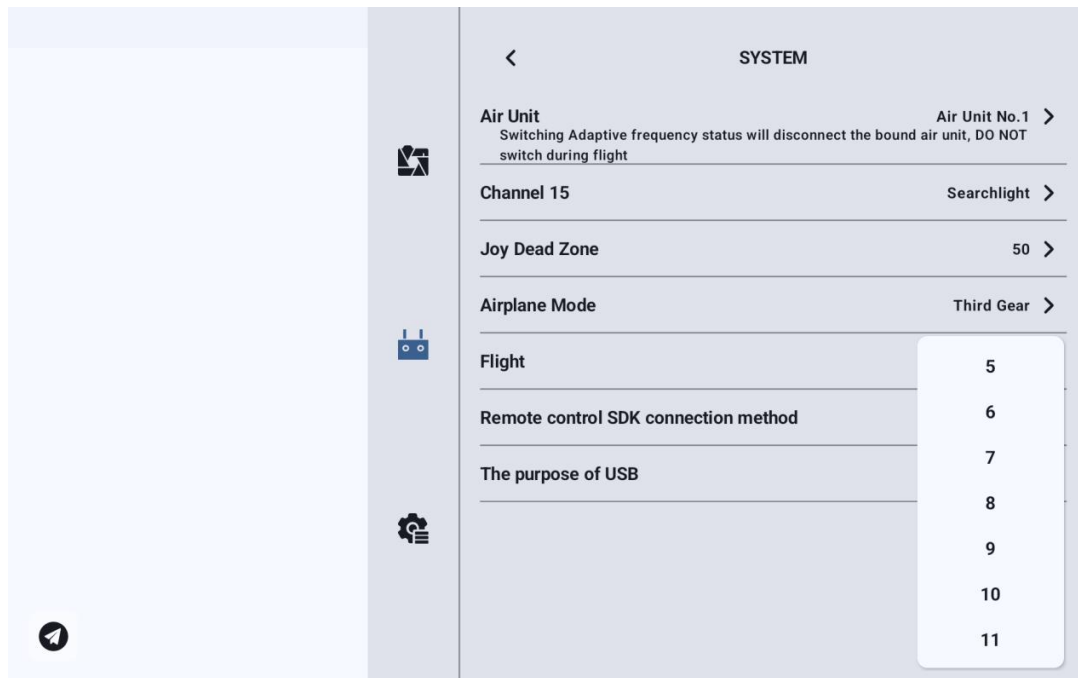 SYSTEM
Air Unit
Air Unit No.1
Switching Adaptive frequency status will disconnect the bound air unit, DO NOT
switch during flight
Channel 15
Searchlight
Joy Dead Zone
50
Airplane Mode
Third Gear
Flight
Remote control SDK connection method
The purpose of USB
5
6
7
8
9
10
11